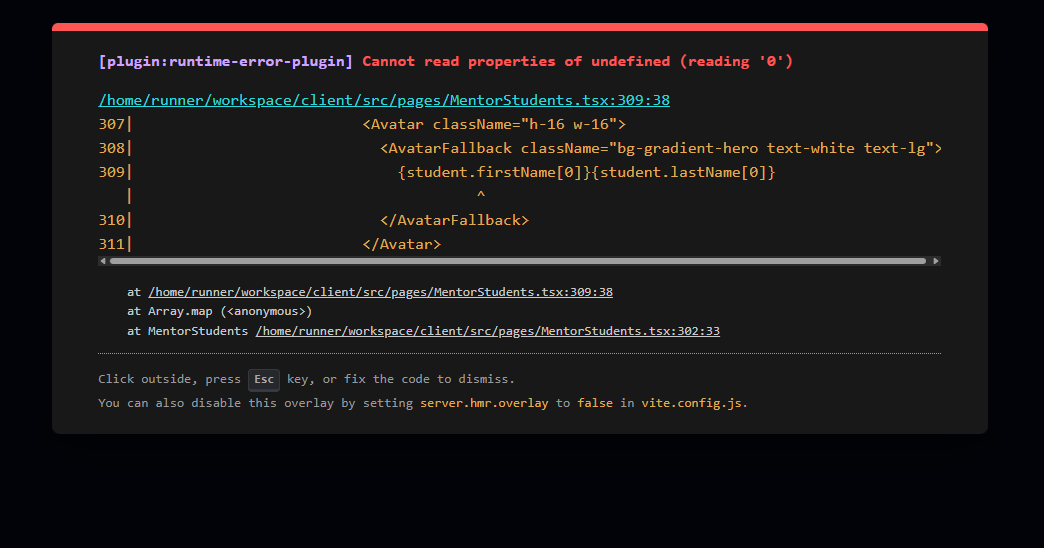 [plugin:runtime-error-plugin] Cannot read properties of undefined (reading '0')
/home/runner/workspace/client/src/pages/MentorStudents.tsx:309:38
307|                          <Avatar className="h-16 w-16">
308|                            <AvatarFallback className="bg-gradient-hero text-white text-lg">
309|                              {student.firstName[0]}{student.lastName[0]}
   |                                       ^
310|                            </AvatarFallback>
311|                          </Avatar>
at /home/runner/workspace/client/src/pages/MentorStudents.tsx:309:38
at Array.map (<anonymous>)
at MentorStudents /home/runner/workspace/client/src/pages/MentorStudents.tsx:302:33
Click outside, press Esc key, or fix the code to dismiss.
You can also disable this overlay by setting server.hmr.overlay to false in vite.config.js.